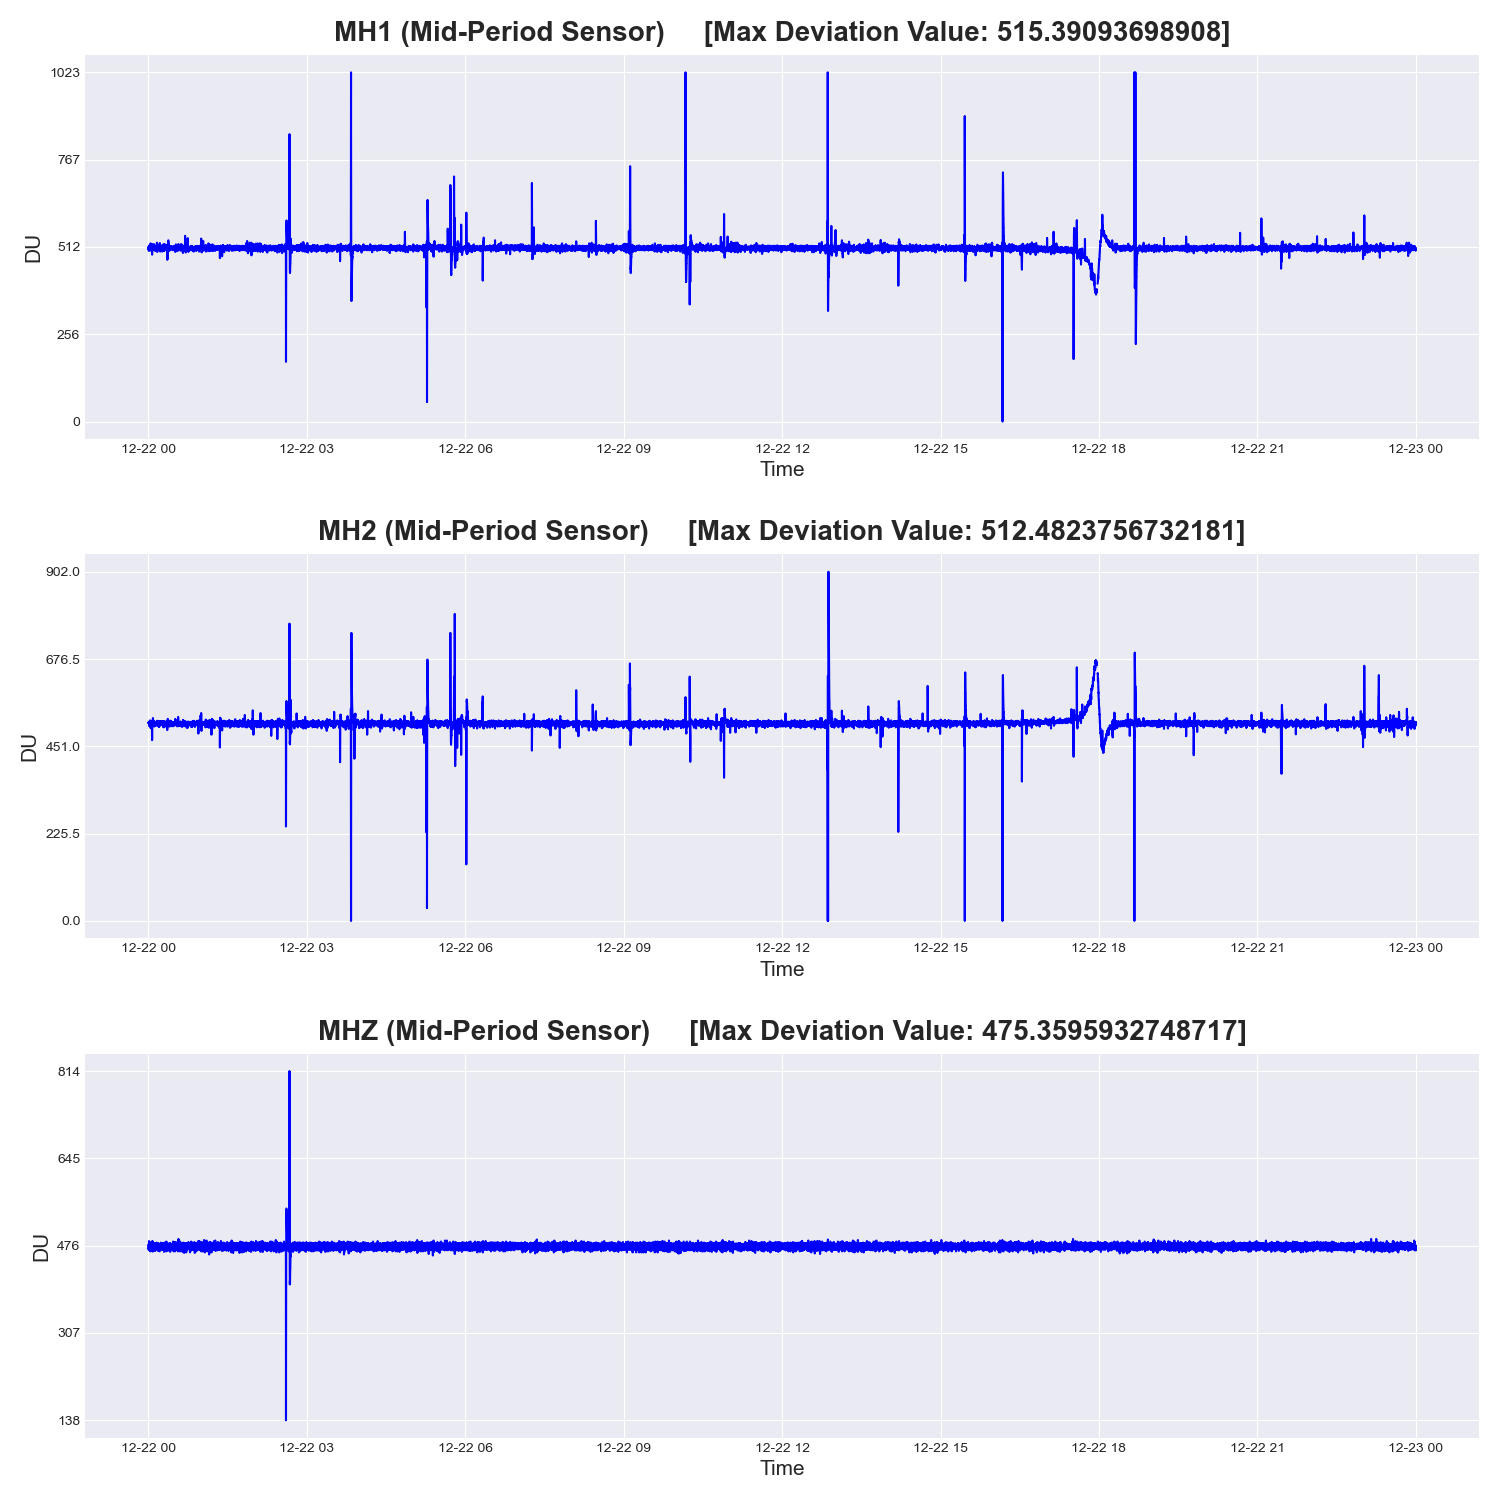 MH1 (Mid-Period Sensor) [Max Deviation Value: 515.39093698908]
1023
767
512
256
0
DU
12-22 00 12-22 03 12-22 06 12-22 09 12-22 12 12-22 15 12-22 18 12-22 21 12-23 00
Time
MH2 (Mid-Period Sensor) [Max Deviation Value: 512.4823756732181]
902.0
676.5
451.0
225.5
0.0
DU
12-22 00 12-22 03 12-22 06 12-22 09 12-22 12 12-22 15 12-22 18 12-22 21 12-23 00
Time
MHZ (Mid-Period Sensor) [Max Deviation Value: 475.3595932748717]
814
645
476
307
138
DU
12-22 00 12-22 03 12-22 06 12-22 09 12-22 12 12-22 15 12-22 18 12-22 21 12-23 00
Time